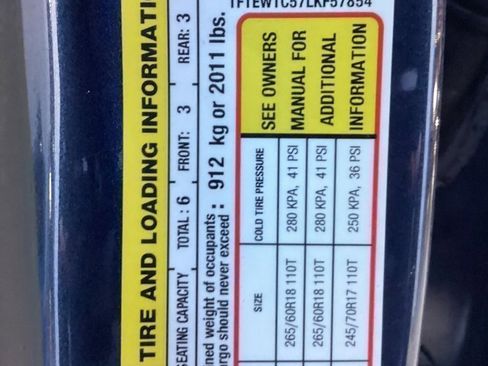 1FTEW1C57LKF57854
TIRE AND LOADING INFORMATI
SEATING CAPACITY TOTAL : 6 FRONT: 3 REAR: 3
ned weight of occupants
argo should never exceed : 912 kg or 2011 lbs.
SIZE COLD TIRE PRESSURE
265/60R18 110T 280 KPA, 41 PSI
265/60R18 110T 280 KPA, 41 PSI
245/70R17 110T 250 KPA, 36 PSI
SEE OWNERS
MANUAL FOR
ADDITIONAL
INFORMATION